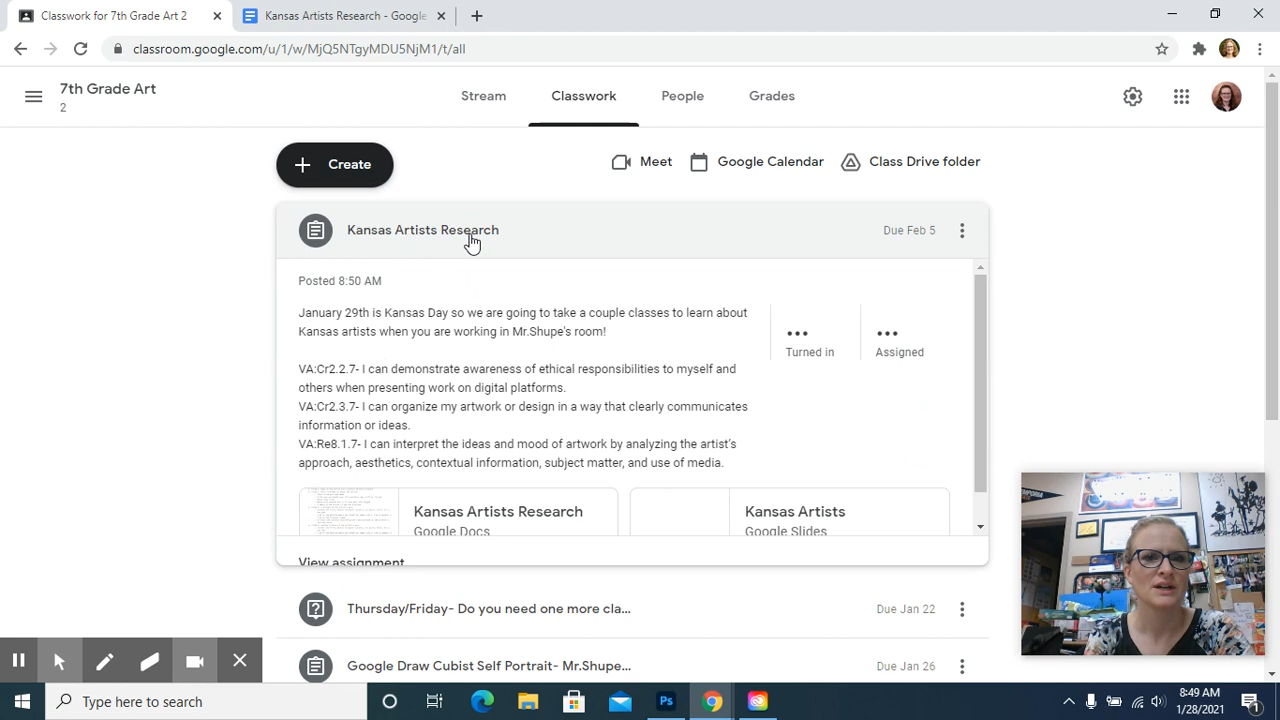 Classwork for 7th Grade Art 2
Kansas Artists Research - Google
classroom.google.com/u/1/w/MjQ5NTgyMDU5NjM1/t/all
7th Grade Art
2
Stream
Classwork
People
Grades
Create
Meet
Google Calendar
Class Drive folder
Kansas Artists Research
Due Feb 5
Posted 8:50 AM
January 29th is Kansas Day so we are going to take a couple classes to learn about
Kansas artists when you are working in Mr.Shupe's room!
VA:Cr2.2.7- I can demonstrate awareness of ethical responsibilities to myself and
others when presenting work on digital platforms.
VA:Cr2.3.7- I can organize my artwork or design in a way that clearly communicates
information or ideas.
VA:Re8.1.7- I can interpret the ideas and mood of artwork by analyzing the artist's
approach, aesthetics, contextual information, subject matter, and use of media.
Turned in
Assigned
Kansas Artists Research
Google Docs
Kansas Artists
Google Slides
View assignment
Thursday/Friday- Do you need one more cla...
Due Jan 22
Google Draw Cubist Self Portrait- Mr.Shupe...
Due Jan 26
Type here to search
8:49 AM
1/28/2021